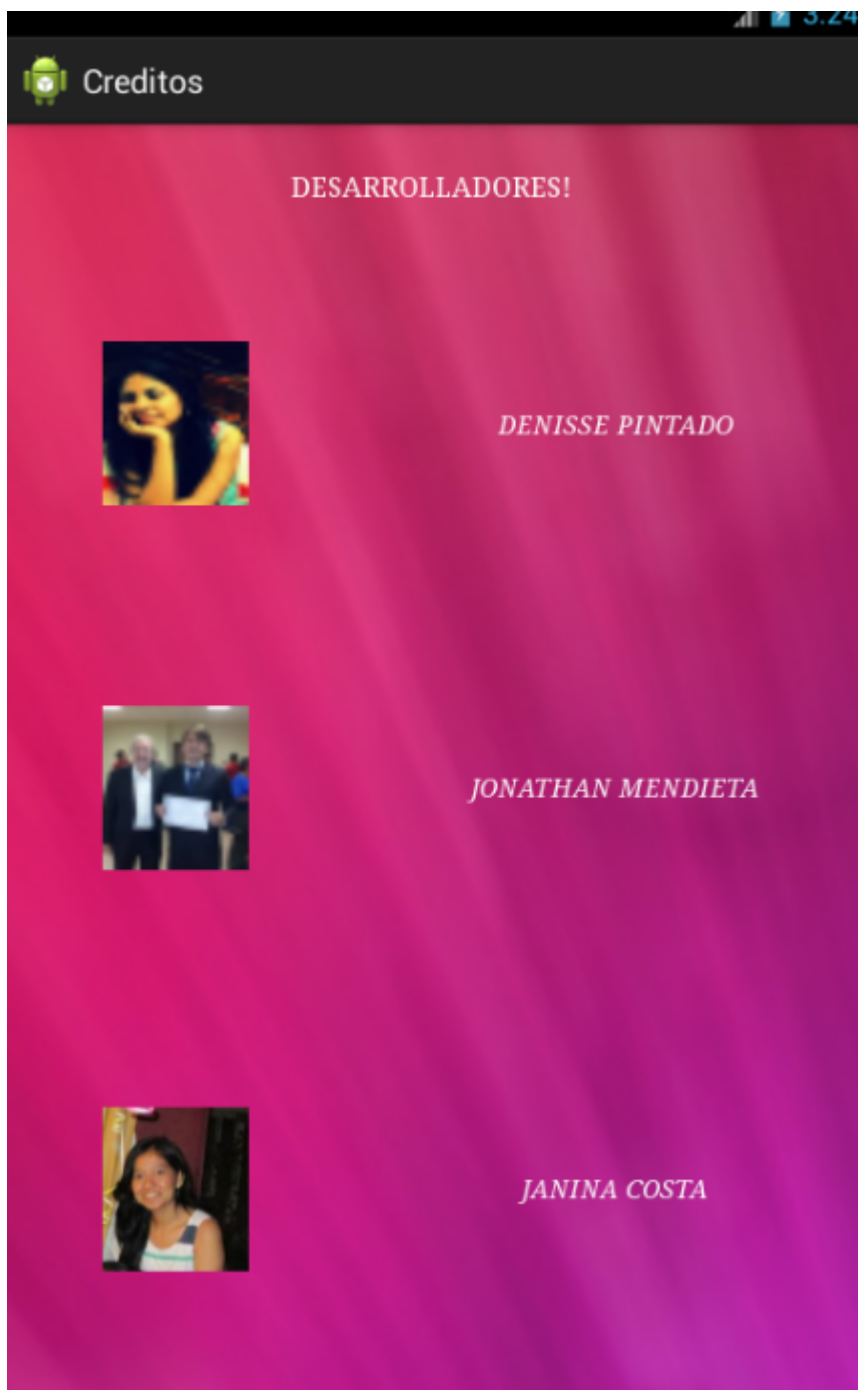 3:24
Creditos
DESARROLLADORES!
DENISSE PINTADO
JONATHAN MENDIETA
JANINA COSTA